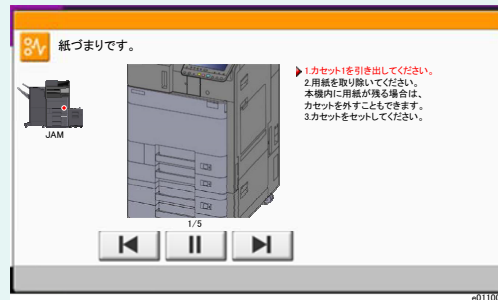 紙づまりです。
JAM
1.カセット1を引き出してください。
2.用紙を取り除いてください。
本機内に用紙が残る場合は、
カセットを外すこともできます。
3.カセットをセットしてください。
1/5